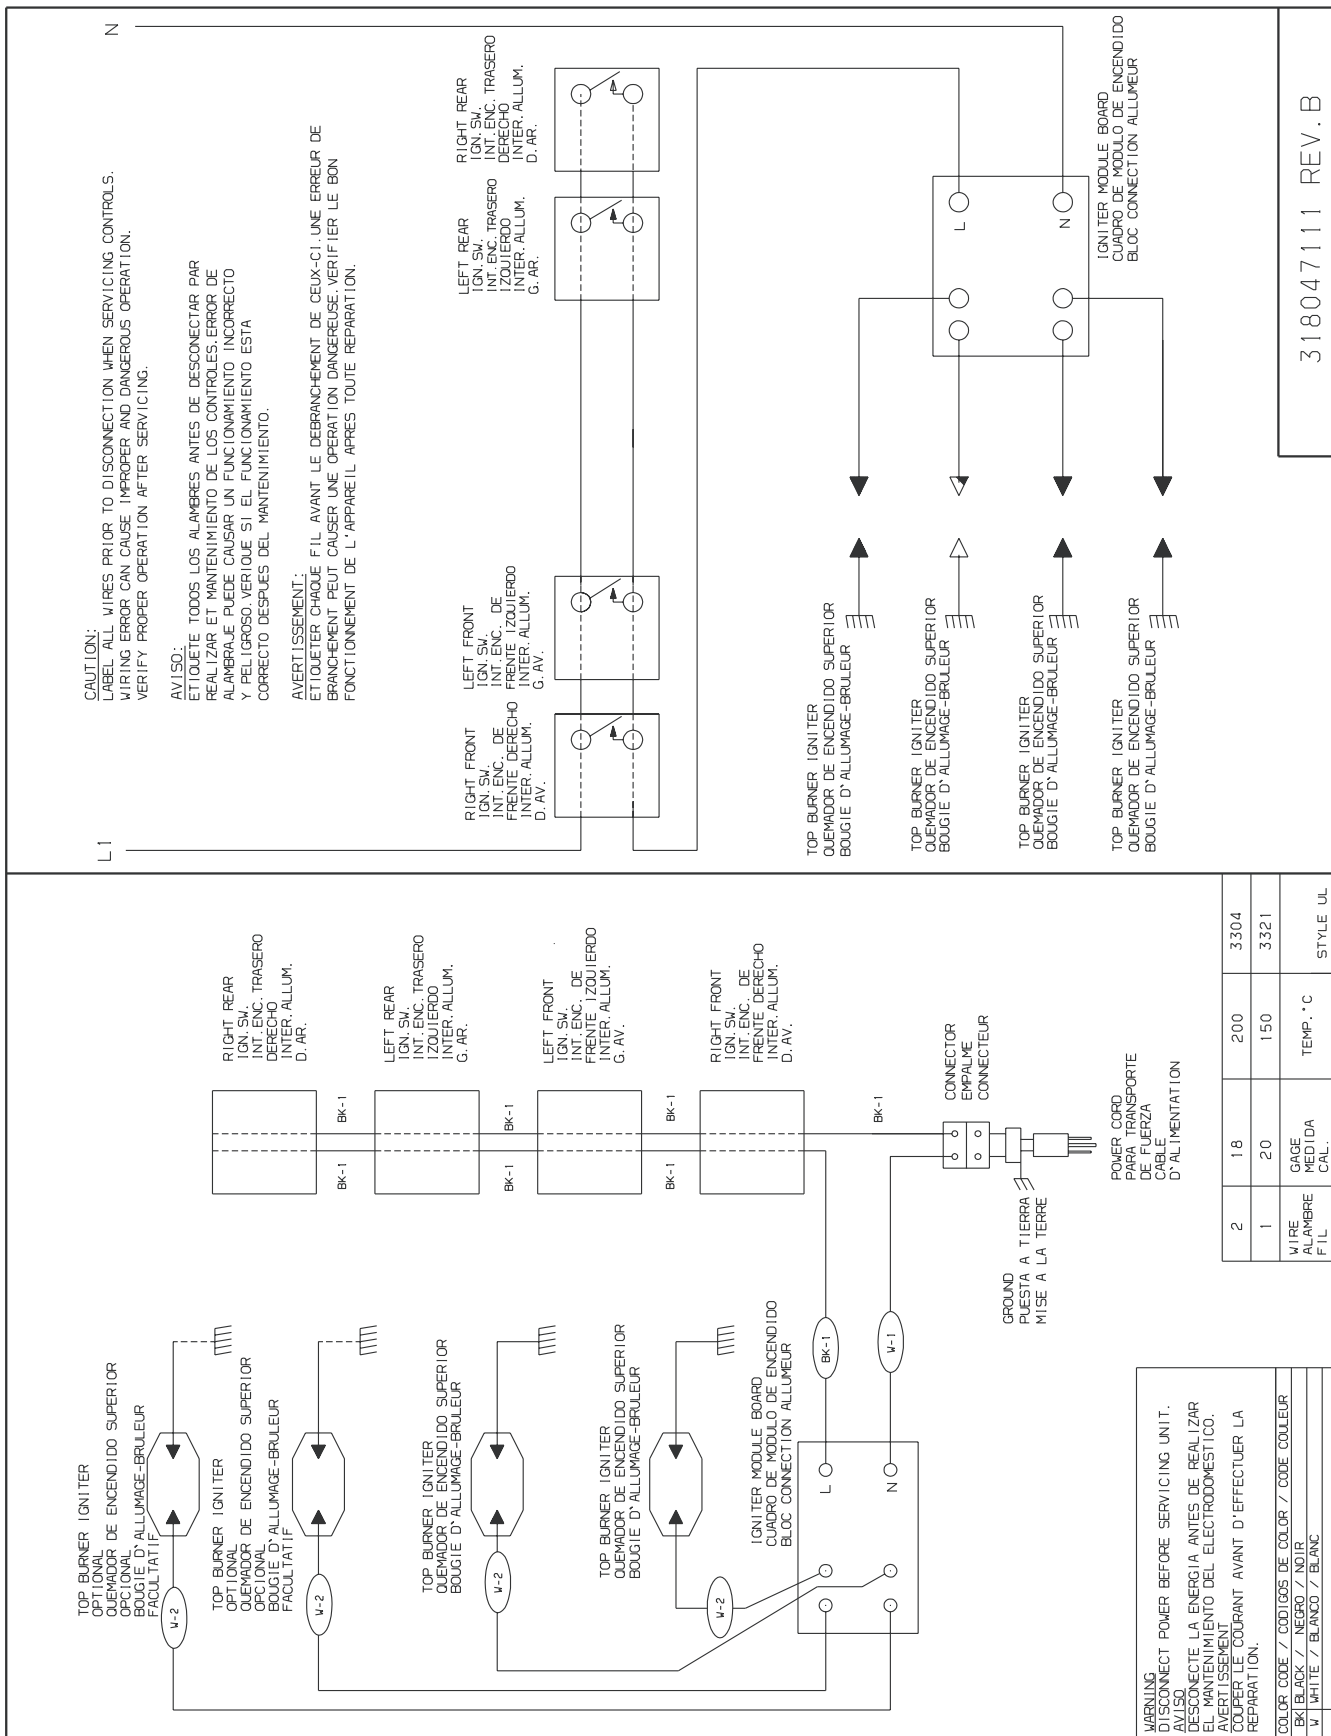 CAUTION:
LABEL ALL WIRES PRIOR TO DISCONNECTION WHEN SERVICING CONTROLS.
WIRING ERROR CAN CAUSE IMPROPER AND DANGEROUS OPERATION.
VERIFY PROPER OPERATION AFTER SERVICING.
AVISO:
ETIQUETE TODOS LOS ALAMBRES ANTES DE DESCONECTAR PAR
REALIZAR ET MANTENIMIENTO DE LOS CONTROLES. ERROR DE
ALAMBRAJE PUEDE CAUSAR UN FUNCIONAMIENTO INCORRECTO
Y PELIGROSO. VERIQUE SI EL FUNCIONAMIENTO ESTA
CORRECTO DESPUES DEL MANTENIMIENTO.
AVERTISSEMENT:
ETIQUETER CHAQUE FIL AVANT LE DEBRANCHEMENT DE CEUX-CI. UNE ERREUR DE
BRANCHEMENT PEUT CAUSER UNE OPERATION DANGEREUSE. VERIFIER LE BON
FONCTIONNEMENT DE L'APPAREIL APRES TOUTE REPARATION.
L1
N
RIGHT FRONT
IGN. SW.
INT. ENC. DE
FRENTE DERECHO
INTER. ALLUM.
D. AV.
LEFT FRONT
IGN. SW.
INT. ENC. DE
FRENTE IZQUIERDO
INTER. ALLUM.
G. AV.
LEFT REAR
IGN. SW.
INT. ENC. TRASERO
IZQUIERDO
INTER. ALLUM.
G. AR.
RIGHT REAR
IGN. SW.
INT. ENC. TRASERO
DERECHO
INTER. ALLUM.
D. AR.
TOP BURNER IGNITER
QUEMADOR DE ENCENDIDO SUPERIOR
BOUGIE D'ALLUMAGE-BRULEUR
TOP BURNER IGNITER
QUEMADOR DE ENCENDIDO SUPERIOR
BOUGIE D'ALLUMAGE-BRULEUR
TOP BURNER IGNITER
QUEMADOR DE ENCENDIDO SUPERIOR
BOUGIE D'ALLUMAGE-BRULEUR
TOP BURNER IGNITER
QUEMADOR DE ENCENDIDO SUPERIOR
BOUGIE D'ALLUMAGE-BRULEUR
L
N
IGNITER MODULE BOARD
CUADRO DE MODULO DE ENCENDIDO
BLOC CONNECTION ALLUMEUR
318047111 REV.B
TOP BURNER IGNITER
OPTIONAL
QUEMADOR DE ENCENDIDO SUPERIOR
OPCIONAL
BOUGIE D'ALLUMAGE-BRULEUR
FACULTATIF
W-2
TOP BURNER IGNITER
OPTIONAL
QUEMADOR DE ENCENDIDO SUPERIOR
OPCIONAL
BOUGIE D'ALLUMAGE-BRULEUR
FACULTATIF
W-2
TOP BURNER IGNITER
QUEMADOR DE ENCENDIDO SUPERIOR
BOUGIE D'ALLUMAGE-BRULEUR
W-2
TOP BURNER IGNITER
QUEMADOR DE ENCENDIDO SUPERIOR
BOUGIE D'ALLUMAGE-BRULEUR
W-2
RIGHT REAR
IGN. SW.
INT. ENC. TRASERO
DERECHO
INTER. ALLUM.
D. AR.
BK-1
BK-1
LEFT REAR
IGN. SW.
INT. ENC. TRASERO
IZQUIERDO
INTER. ALLUM.
G. AR.
BK-1
BK-1
LEFT FRONT
IGN. SW.
INT. ENC. DE
FRENTE IZQUIERDO
INTER. ALLUM.
G. AV.
BK-1
BK-1
RIGHT FRONT
IGN. SW.
INT. ENC. DE
FRENTE DERECHO
INTER. ALLUM.
D. AV.
IGNITER MODULE BOARD
CUADRO DE MODULO DE ENCENDIDO
BLOC CONNECTION ALLUMEUR
L
N
BK-1
W-1
BK-1
CONNECTOR
EMPALME
CONNECTEUR
GROUND
PUESTA A TIERRA
MISE A LA TERRE
POWER CORD
PARA TRANSPORTE
DE FUERZA
CABLE
D'ALIMENTATION
WARNING
DISCONNECT POWER BEFORE SERVICING UNIT.
AVISO
DESCONECTE LA ENERGIA ANTES DE REALIZAR
EL MANTENIMIENTO DEL ELECTRODOMESTICO.
AVERTISSEMENT
COUPER LE COURANT AVANT D'EFFECTUER LA
REPARATION.
COLOR CODE / CODIGOS DE COLOR / CODE COULEUR
BK BLACK / NEGRO / NOIR
W WHITE / BLANCO / BLANC
2 18 200 3304
1 20 150 3321
WIRE
ALAMBRE
FIL
GAGE
MEDIDA
CAL.
TEMP.°C
STYLE UL